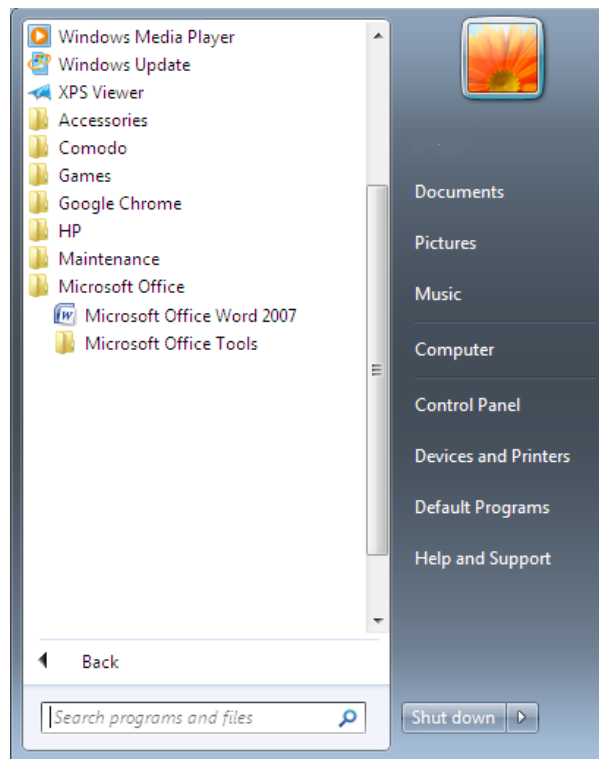 Windows Media Player
Windows Update
XPS Viewer
Accessories
Comodo
Games
Google Chrome
HP
Maintenance
Microsoft Office
Microsoft Office Word 2007
Microsoft Office Tools
Back
Search programs and files
Documents
Pictures
Music
Computer
Control Panel
Devices and Printers
Default Programs
Help and Support
Shut down